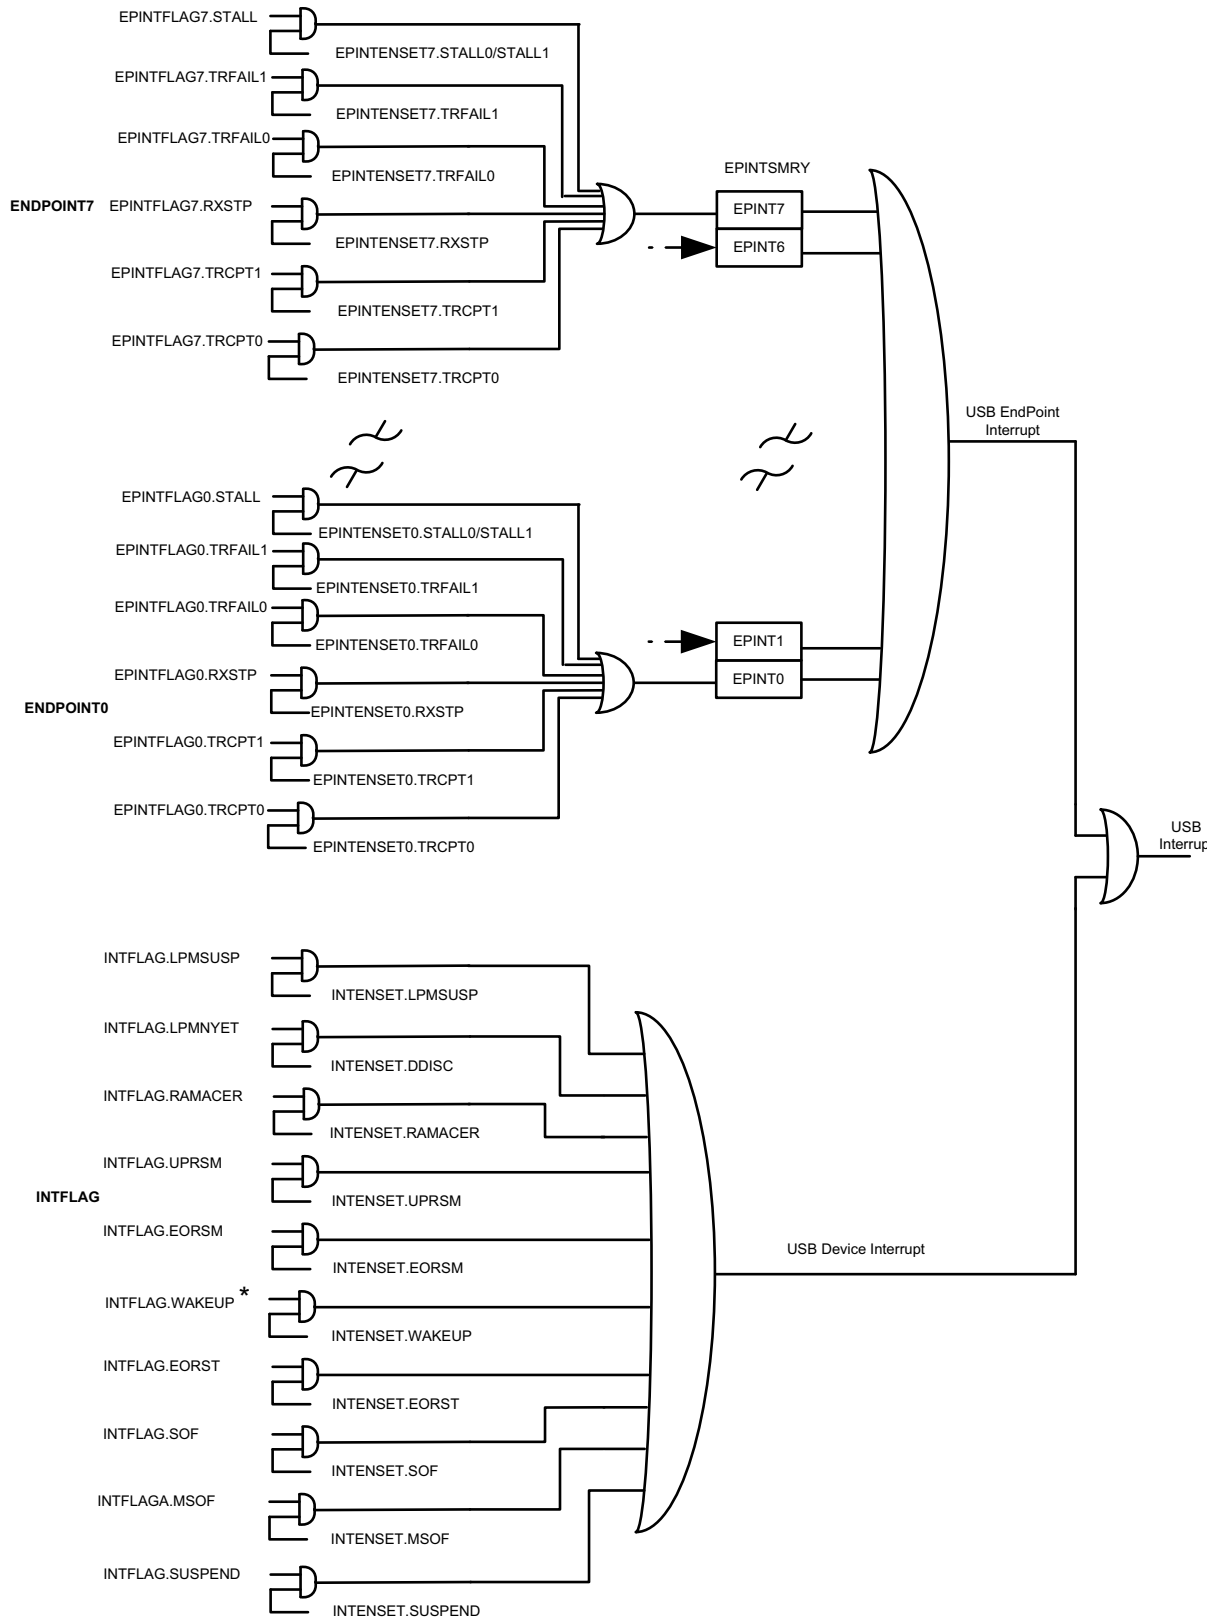 EPINTFLAG7.STALL
EPINTENSET7.STALL0/STALL1
EPINTFLAG7.TRFAIL1
EPINTENSET7.TRFAIL1
EPINTFLAG7.TRFAIL0
EPINTENSET7.TRFAIL0
ENDPOINT7
EPINTFLAG7.RXSTP
EPINTENSET7.RXSTP
EPINTFLAG7.TRCPT1
EPINTENSET7.TRCPT1
EPINTFLAG7.TRCPT0
EPINTENSET7.TRCPT0
EPINTSMRY
EPINT7
EPINT6
USB EndPoint
Interrupt
EPINTFLAG0.STALL
EPINTENSET0.STALL0/STALL1
EPINTFLAG0.TRFAIL1
EPINTENSET0.TRFAIL1
EPINTFLAG0.TRFAIL0
EPINTENSET0.TRFAIL0
EPINTFLAG0.RXSTP
ENDPOINT0
EPINTENSET0.RXSTP
EPINTFLAG0.TRCPT1
EPINTENSET0.TRCPT1
EPINTFLAG0.TRCPT0
EPINTENSET0.TRCPT0
EPINT1
EPINT0
USB
Interrup
INTFLAG.LPMSUSP
INTENSET.LPMSUSP
INTFLAG.LPMNYET
INTENSET.DDISC
INTFLAG.RAMACER
INTENSET.RAMACER
INTFLAG.UPRSM
INTFLAG
INTENSET.UPRSM
INTFLAG.EORSM
INTENSET.EORSM
INTFLAG.WAKEUP *
INTENSET.WAKEUP
INTFLAG.EORST
INTENSET.EORST
INTFLAG.SOF
INTENSET.SOF
INTFLAGA.MSOF
INTENSET.MSOF
INTFLAG.SUSPEND
INTENSET.SUSPEND
USB Device Interrupt